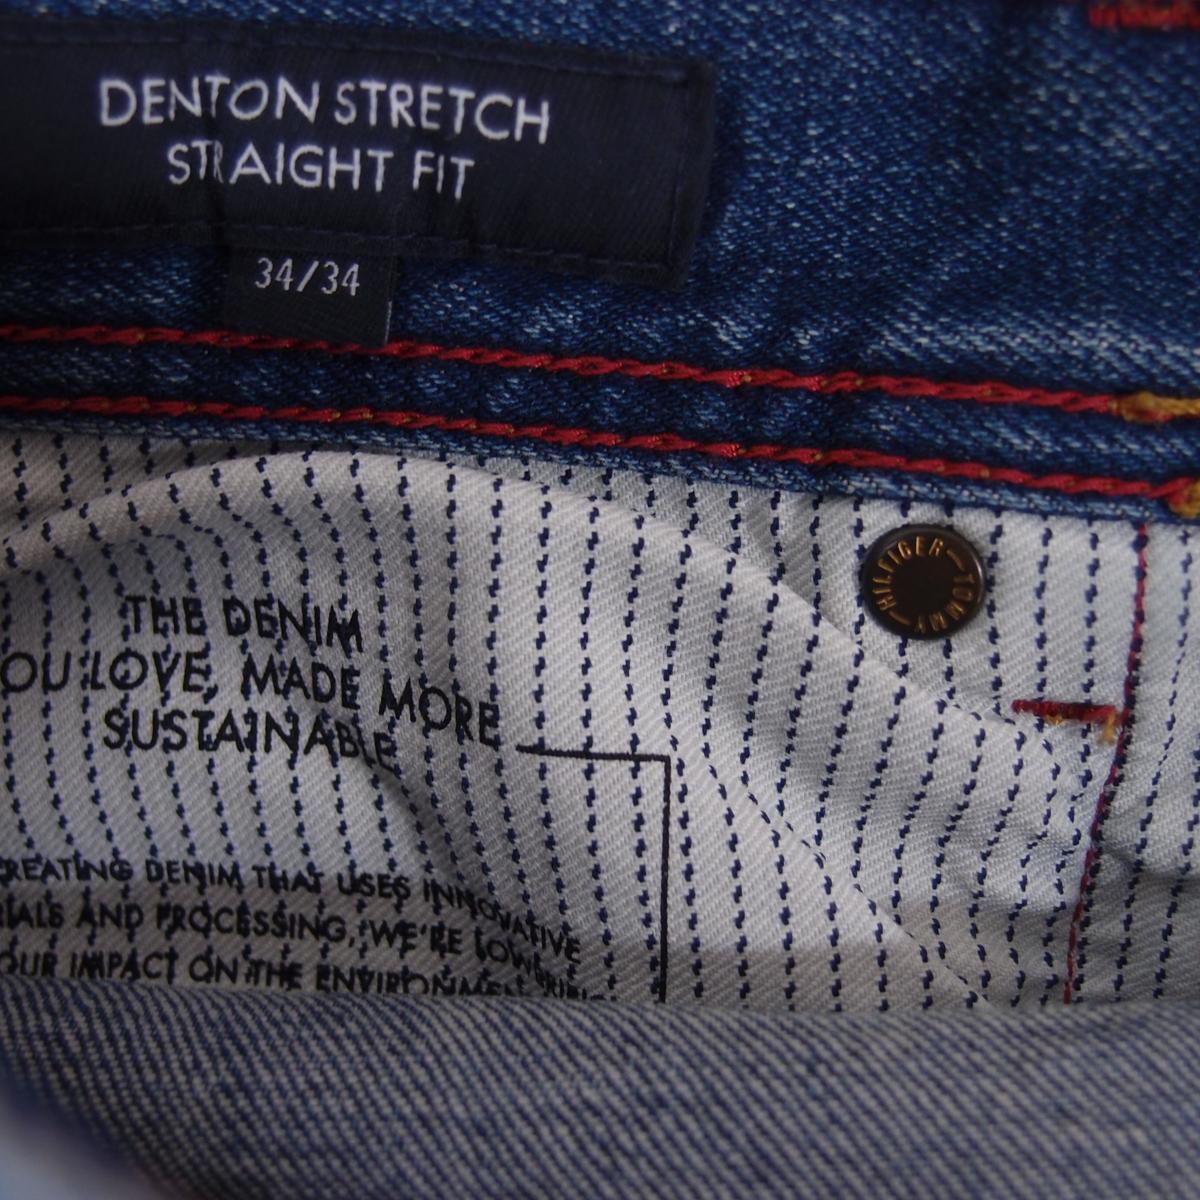 DENTON STRETCH
STRAIGHT FIT
34/34
HILFIGER TOMMY
THE DENIM
OU LOVE, MADE MORE
SUSTAINABLE
REATING DENIM THAT USES INNOVATIVE
IALS AND PROCESSING, WE'RE
OUR IMPACT ON THE ENVIRONMEN